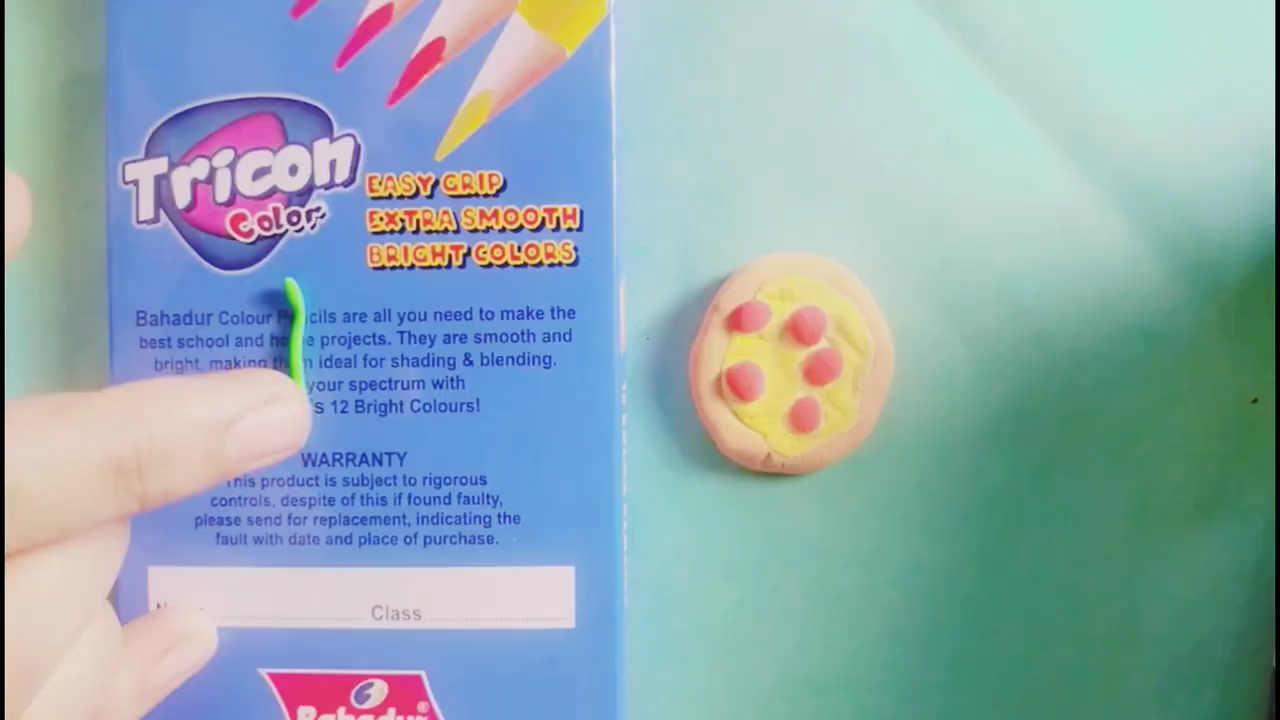 Tricon
Color
EASY GRIP
EXTRA SMOOTH
BRIGHT COLORS
Bahadur Colour are all you need to make the
best school and projects. They are smooth and
bright, making ideal for shading & blending.
your spectrum with
12 Bright Colours!
WARRANTY
This product is subject to rigorous
controls, despite of this if found faulty,
please send for replacement, indicating the
fault with date and place of purchase.
Class
Bahadur®